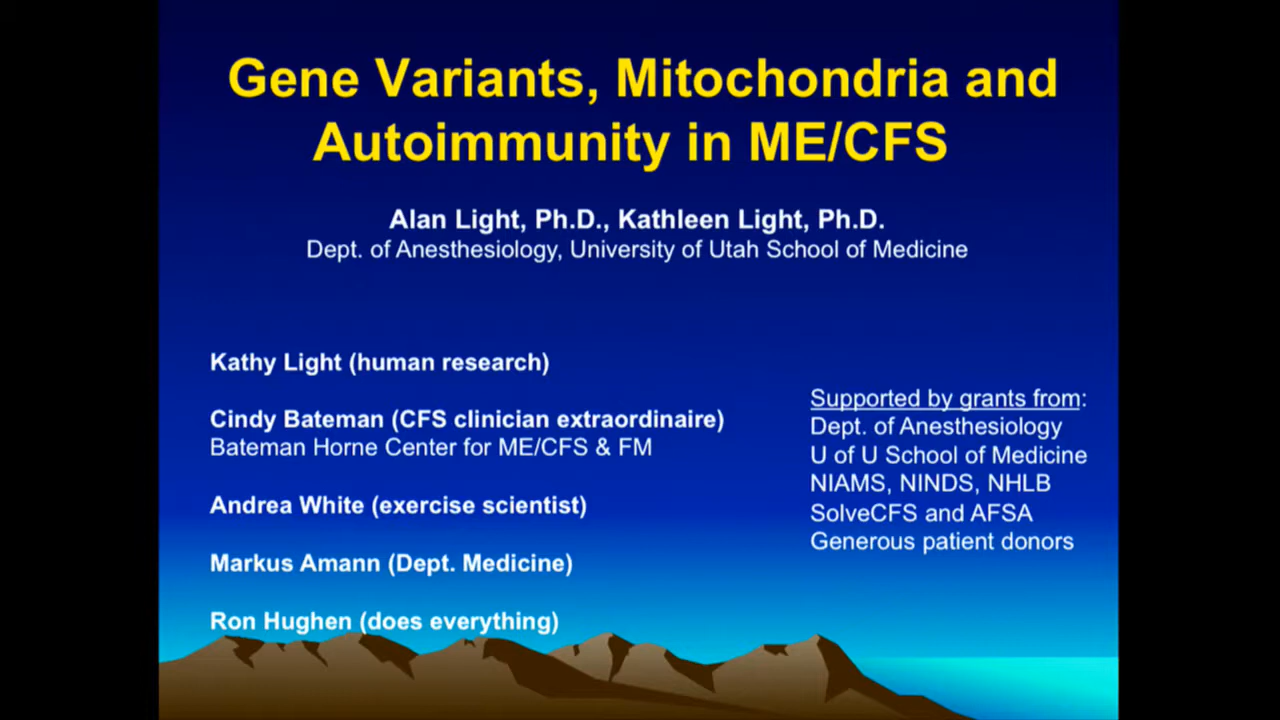 Gene Variants, Mitochondria and
Autoimmunity in ME/CFS
Alan Light, Ph.D., Kathleen Light, Ph.D.
Dept. of Anesthesiology, University of Utah School of Medicine
Kathy Light (human research)
Cindy Bateman (CFS clinician extraordinaire)
Bateman Horne Center for ME/CFS & FM
Andrea White (exercise scientist)
Markus Amann (Dept. Medicine)
Ron Hughen (does everything)
Supported by grants from:
Dept. of Anesthesiology
U of U School of Medicine
NIAMS, NINDS, NHLB
SolveCFS and AFSA
Generous patient donors